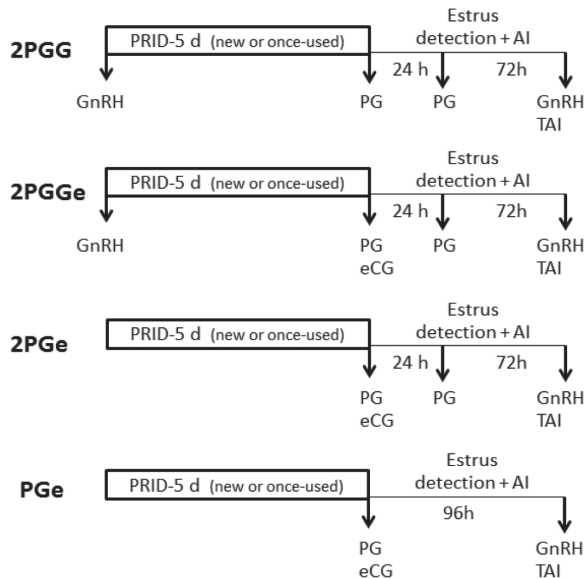 Estrus
2PGG PRID-5 d (new or once-used) detection + AI
24 h 72h
GnRH PG PG GnRH
TAI
Estrus
2PGGe PRID-5 d (new or once-used) detection + AI
24 h 72h
GnRH PG PG GnRH
eCG TAI
Estrus
2PGe PRID-5 d (new or once-used) detection + AI
24 h 72h
PG PG GnRH
eCG TAI
Estrus
PGe PRID-5 d (new or once-used) detection + AI
96h
PG GnRH
eCG TAI